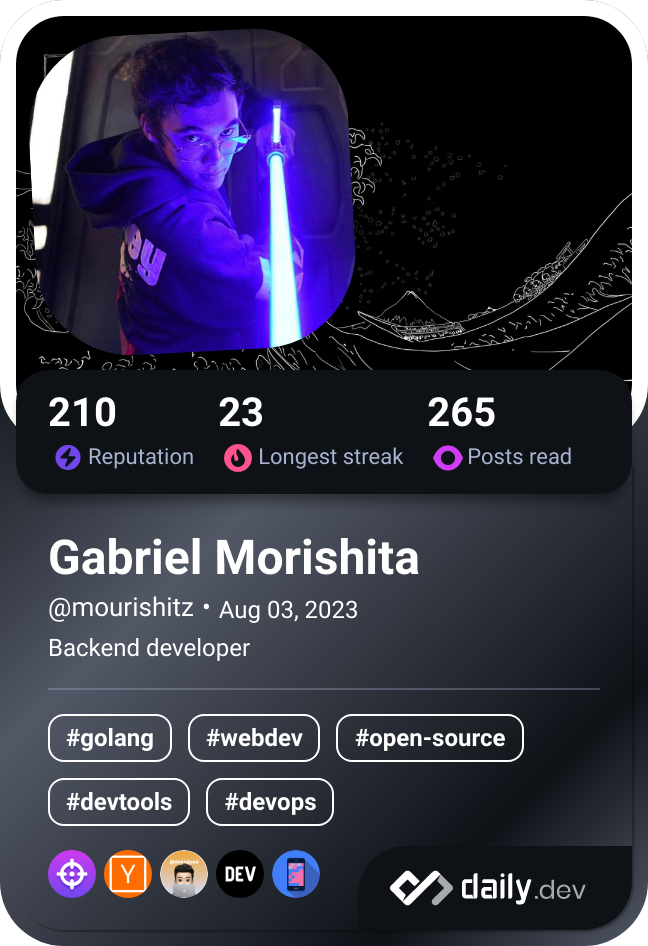 210 23 265
Reputation Longest streak Posts read
Gabriel Morishita
@mourishitz • Aug 03, 2023
Backend developer
#golang #webdev #open-source
#devtools #devops
Y DEV
daily.dev